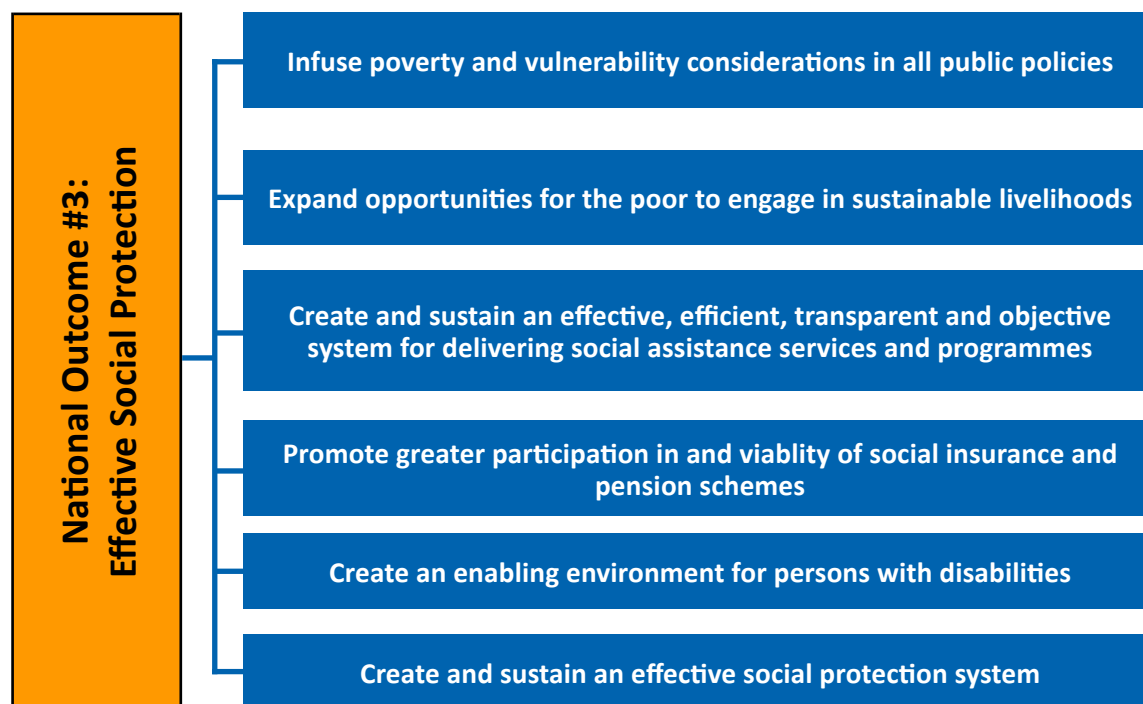 National Outcome #3:
Effective Social Protection
Infuse poverty and vulnerability considerations in all public policies
Expand opportunities for the poor to engage in sustainable livelihoods
Create and sustain an effective, efficient, transparent and objective
system for delivering social assistance services and programmes
Promote greater participation in and viablity of social insurance and
pension schemes
Create an enabling environment for persons with disabilities
Create and sustain an effective social protection system